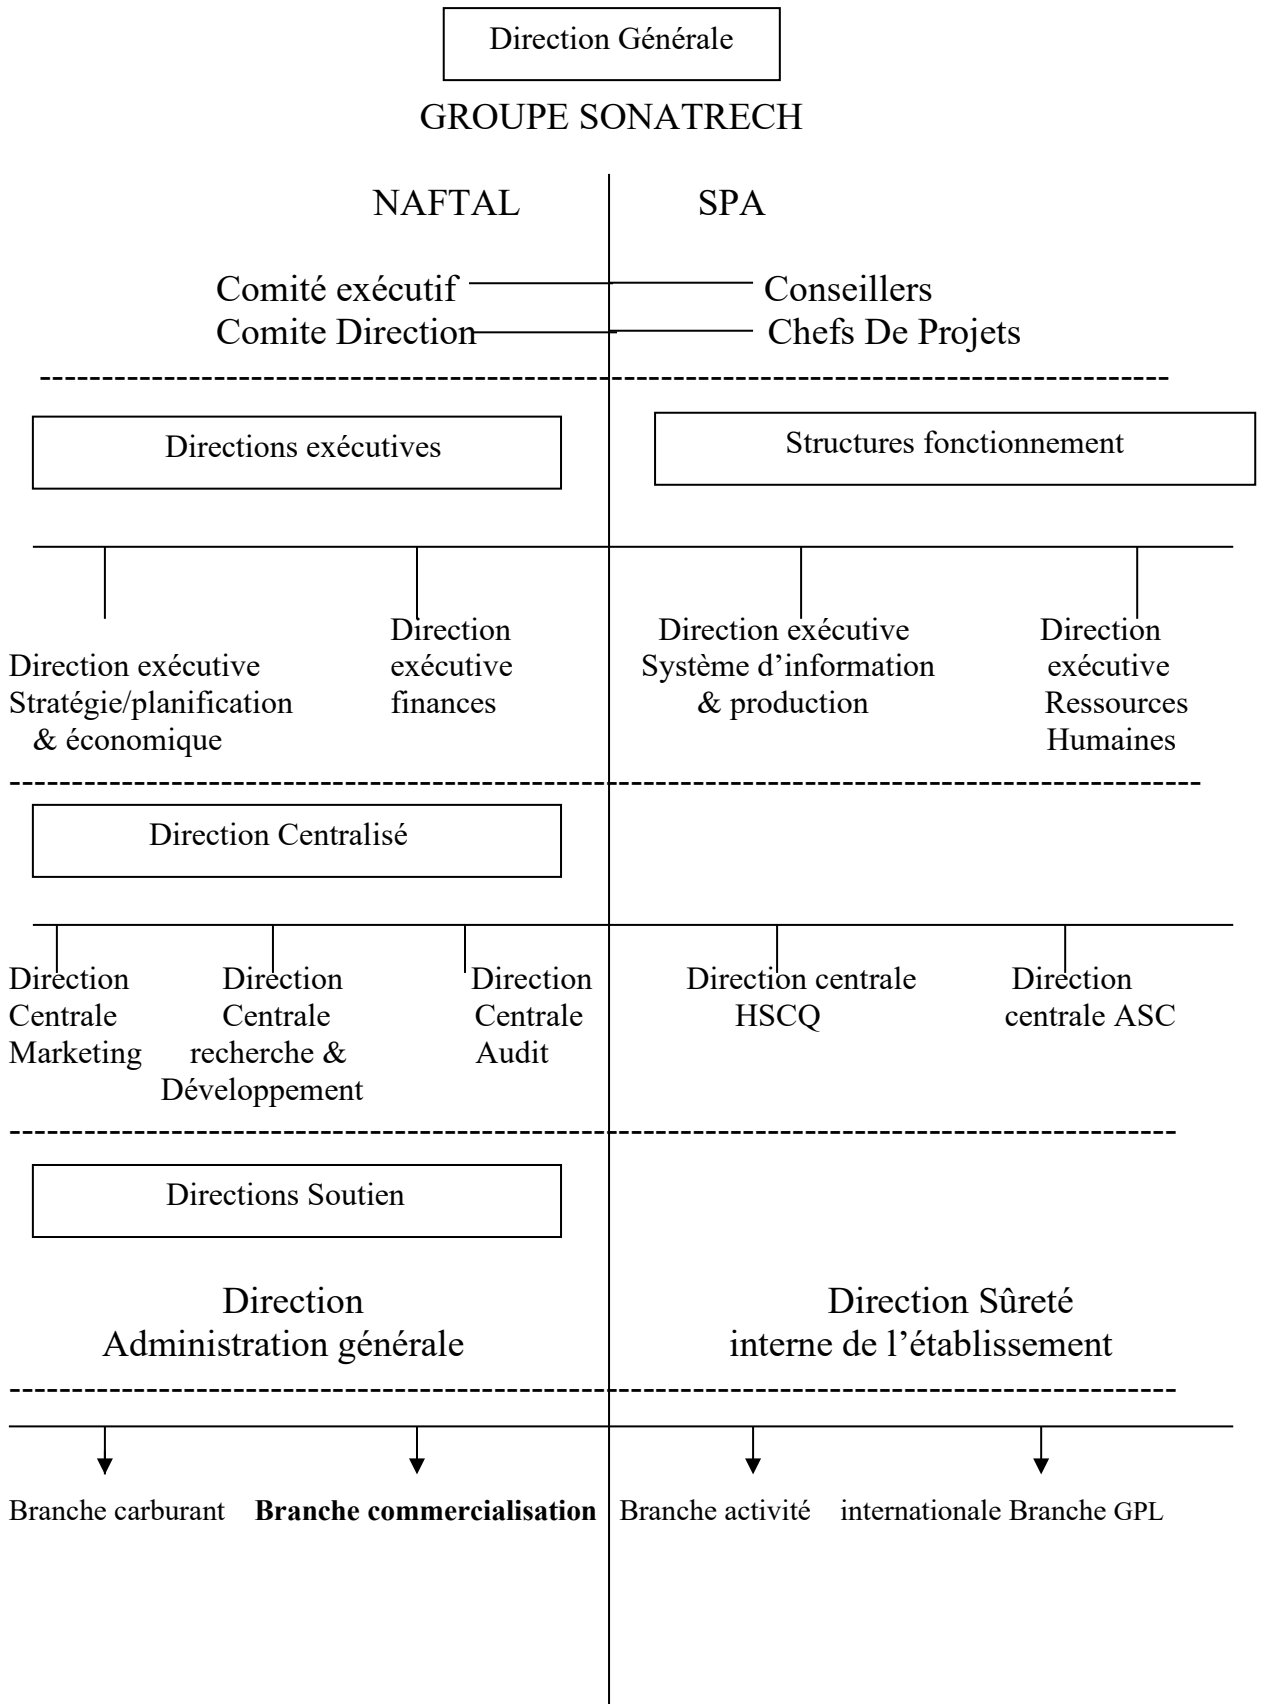 Direction Générale
GROUPE SONATRECH
NAFTAL SPA
Comité exécutif Conseillers
Comite Direction Chefs De Projets
Directions exécutives Structures fonctionnement
Direction exécutive
Stratégie/planification
& économique
Direction
exécutive
finances
Direction exécutive
Système d’information
& production
Direction
exécutive
Ressources
Humaines
Direction Centralisé
Direction
Centrale
Marketing
Direction
Centrale
recherche &
Développement
Direction
Centrale
Audit
Direction centrale
HSCQ
Direction
centrale ASC
Directions Soutien
Direction
Administration générale
Direction Sûreté
interne de l’établissement
Branche carburant Branche commercialisation Branche activité internationale Branche GPL